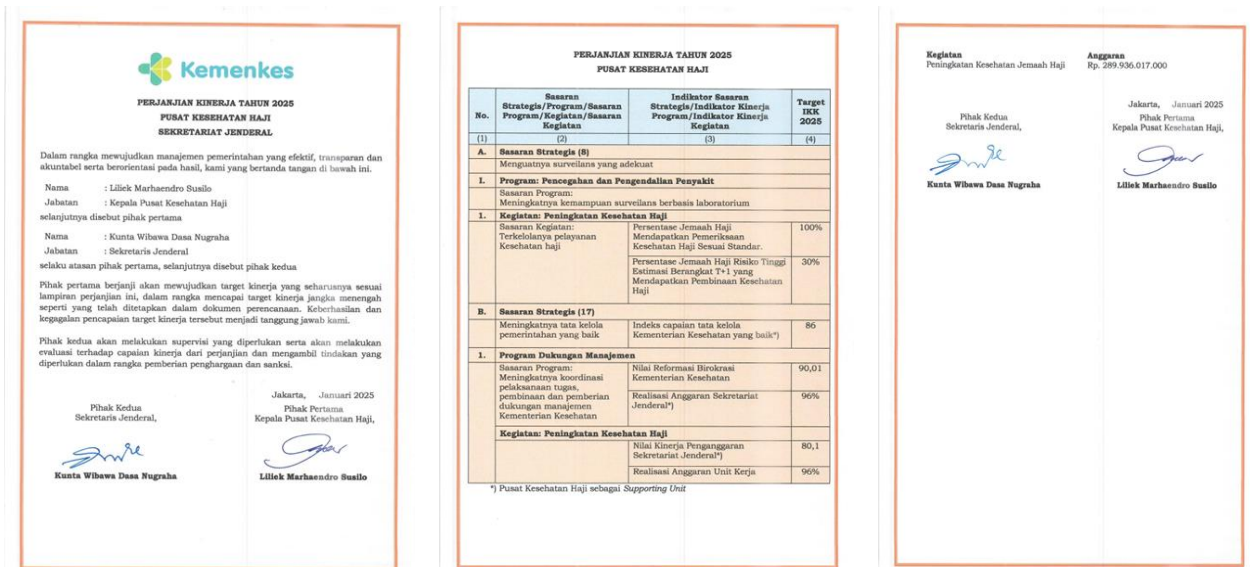 Kemenkes
PERJANJIAN KINERJA TAHUN 2025
PUSAT KESEHATAN HAJI
SEKRETARIAT JENDERAL
Dalam rangka mewujudkan manajemen pemerintahan yang efektif, transparan dan
akuntabel serta berorientasi pada hasil, kami yang bertanda tangan di bawah ini.
Nama : Liliek Marhaendro Susilo
Jabatan : Kepala Pusat Kesehatan Haji
selanjutnya disebut pihak pertama
Nama : Kunta Wibawa Dasa Nugraha
Jabatan : Sekretaris Jenderal
selaku atasan pihak pertama, selanjutnya disebut pihak kedua
Pihak pertama berjanji akan mewujudkan target kinerja yang seharusnya sesuai
lampiran perjanjian ini, dalam rangka mencapai target kinerja jangka menengah
seperti yang telah ditetapkan dalam dokumen perencanaan. Keberhasilan dan
kegagalan pencapaian target kinerja tersebut menjadi tanggung jawab kami.
Pihak kedua akan melakukan supervisi yang diperlukan serta akan melakukan
evaluasi terhadap capaian kinerja dari perjanjian dan mengambil tindakan yang
diperlukan dalam rangka pemberian penghargaan dan sanksi.
Jakarta, Januari 2025
Pihak Kedua
Sekretaris Jenderal,
Pihak Pertama
Kepala Pusat Kesehatan Haji,
Kunta Wibawa Dasa Nugraha
Liliek Marhaendro Susilo
PERJANJIAN KINERJA TAHUN 2025
PUSAT KESEHATAN HAJI
No.
Sasaran
Strategis/Program/Sasaran
Program/Kegiatan/Sasaran
Kegiatan
Indikator Sasaran
Strategis/Indikator Kinerja
Program/Indikator Kinerja
Kegiatan
Target
IKK
2025
(1) (2) (3) (4)
A. Sasaran Strategis (8)
Menguatnya surveilans yang adekuat
I. Program: Pencegahan dan Pengendalian Penyakit
Sasaran Program:
Meningkatnya kemampuan surveilans berbasis laboratorium
1. Kegiatan: Peningkatan Kesehatan Haji
Sasaran Kegiatan:
Terkelolanya pelayanan
Kesehatan haji
Persentase Jemaah Haji
Mendapatkan Pemeriksaan
Kesehatan Haji Sesuai Standar.
100%
Persentase Jemaah Haji Risiko Tinggi
Estimasi Berangkat T+1 yang
Mendapatkan Pembinaan Kesehatan
Haji
30%
B. Sasaran Strategis (17)
Meningkatnya tata kelola
pemerintahan yang baik
Indeks capaian tata kelola
Kementerian Kesehatan yang baik*)
86
1. Program Dukungan Manajemen
Sasaran Program:
Meningkatnya koordinasi
pelaksanaan tugas,
pembinaan dan pemberian
dukungan manajemen
Kementerian Kesehatan
Nilai Reformasi Birokrasi
Kementerian Kesehatan
90,01
Realisasi Anggaran Sekretariat
Jenderal*)
96%
Kegiatan: Peningkatan Kesehatan Haji
Nilai Kinerja Penganggaran
Sekretariat Jenderal*)
80,1
Realisasi Anggaran Unit Kerja 96%
*) Pusat Kesehatan Haji sebagai Supporting Unit
Kegiatan
Peningkatan Kesehatan Jemaah Haji
Anggaran
Rp. 289.936.017.000
Jakarta, Januari 2025
Pihak Kedua
Sekretaris Jenderal,
Pihak Pertama
Kepala Pusat Kesehatan Haji,
Kunta Wibawa Dasa Nugraha
Liliek Marhaendro Susilo